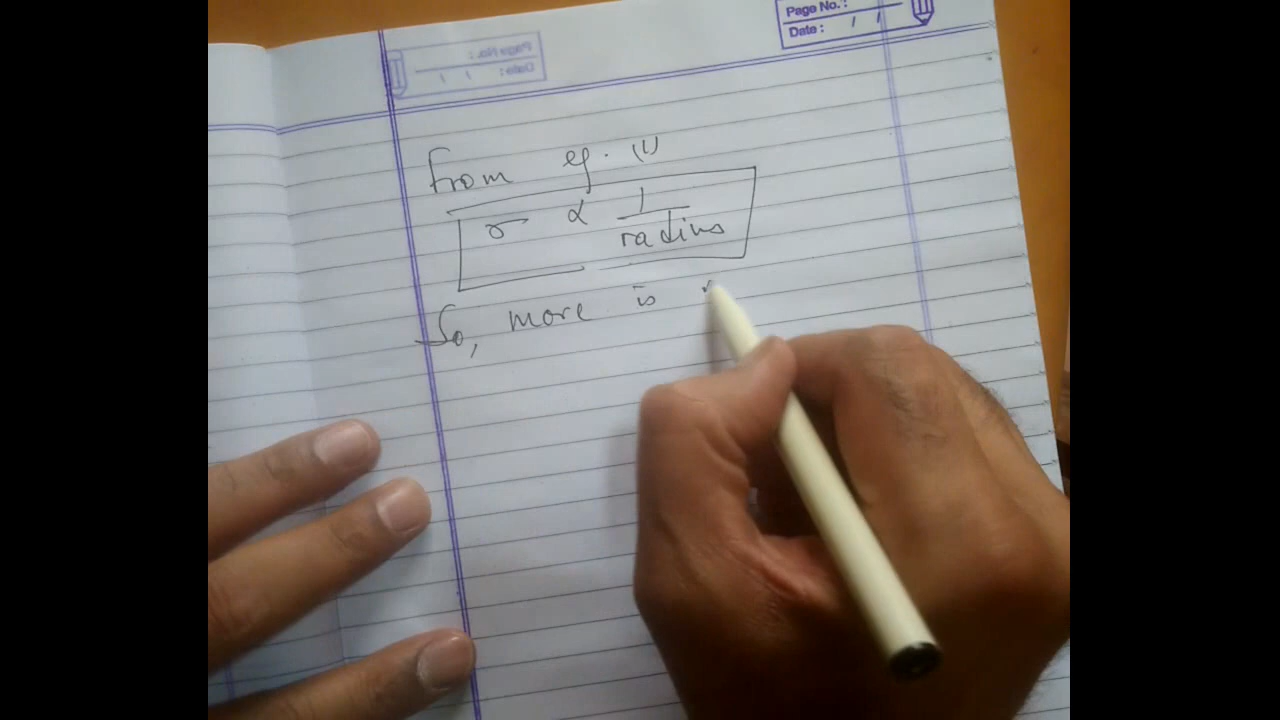 Page No. :
Date : / /
from eq. (1)
σ ∝ 1
radius
So, more is